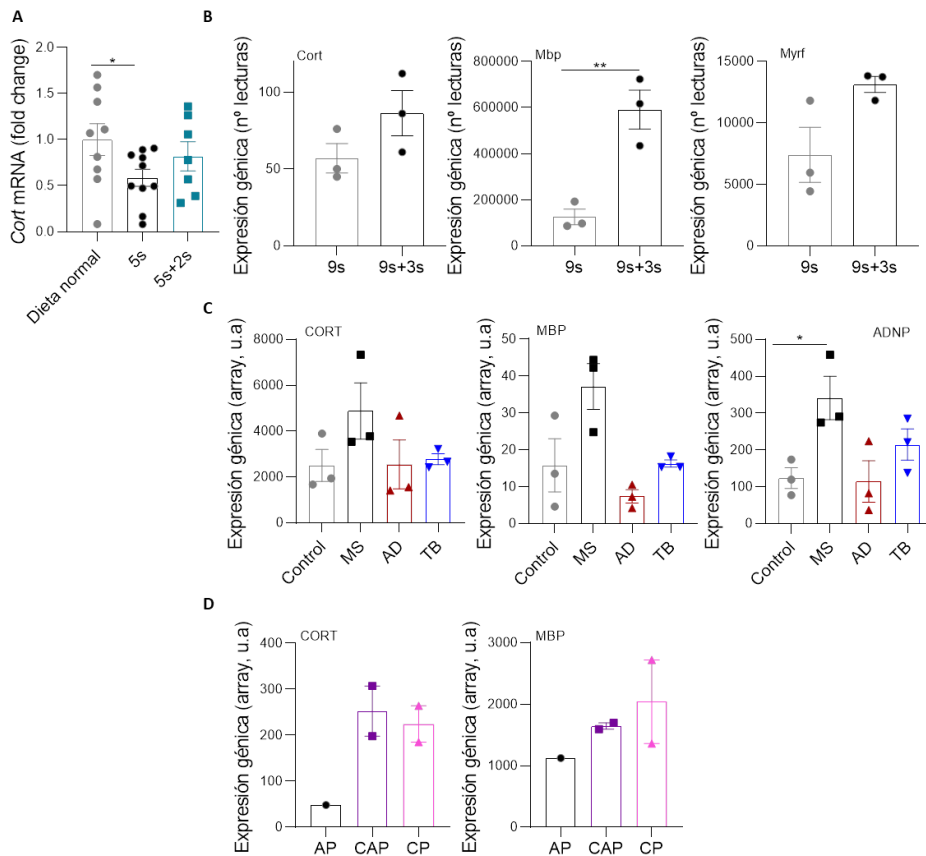 A
Cort mRNA (fold change)
2.0
1.5
1.0
0.5
0.0
*
Dieta normal
5s
5s+2s
B
Expresión génica (nº lecturas)
Cort
100
50
0
9s
9s+3s
Expresión génica (nº lecturas)
Mbp
**
800000
600000
400000
200000
0
9s
9s+3s
Expresión génica (nº lecturas)
Myrf
15000
10000
5000
0
9s
9s+3s
C
Expresión génica (array, u.a)
CORT
8000
6000
4000
2000
0
Control
MS
AD
TB
Expresión génica (array, u.a)
MBP
50
40
30
20
10
0
Control
MS
AD
TB
Expresión génica (array, u.a)
ADNP
*
500
400
300
200
100
0
Control
MS
AD
TB
D
Expresión génica (array, u.a)
CORT
400
300
200
100
0
AP
CAP
CP
Expresión génica (array, u.a)
MBP
3000
2000
1000
0
AP
CAP
CP